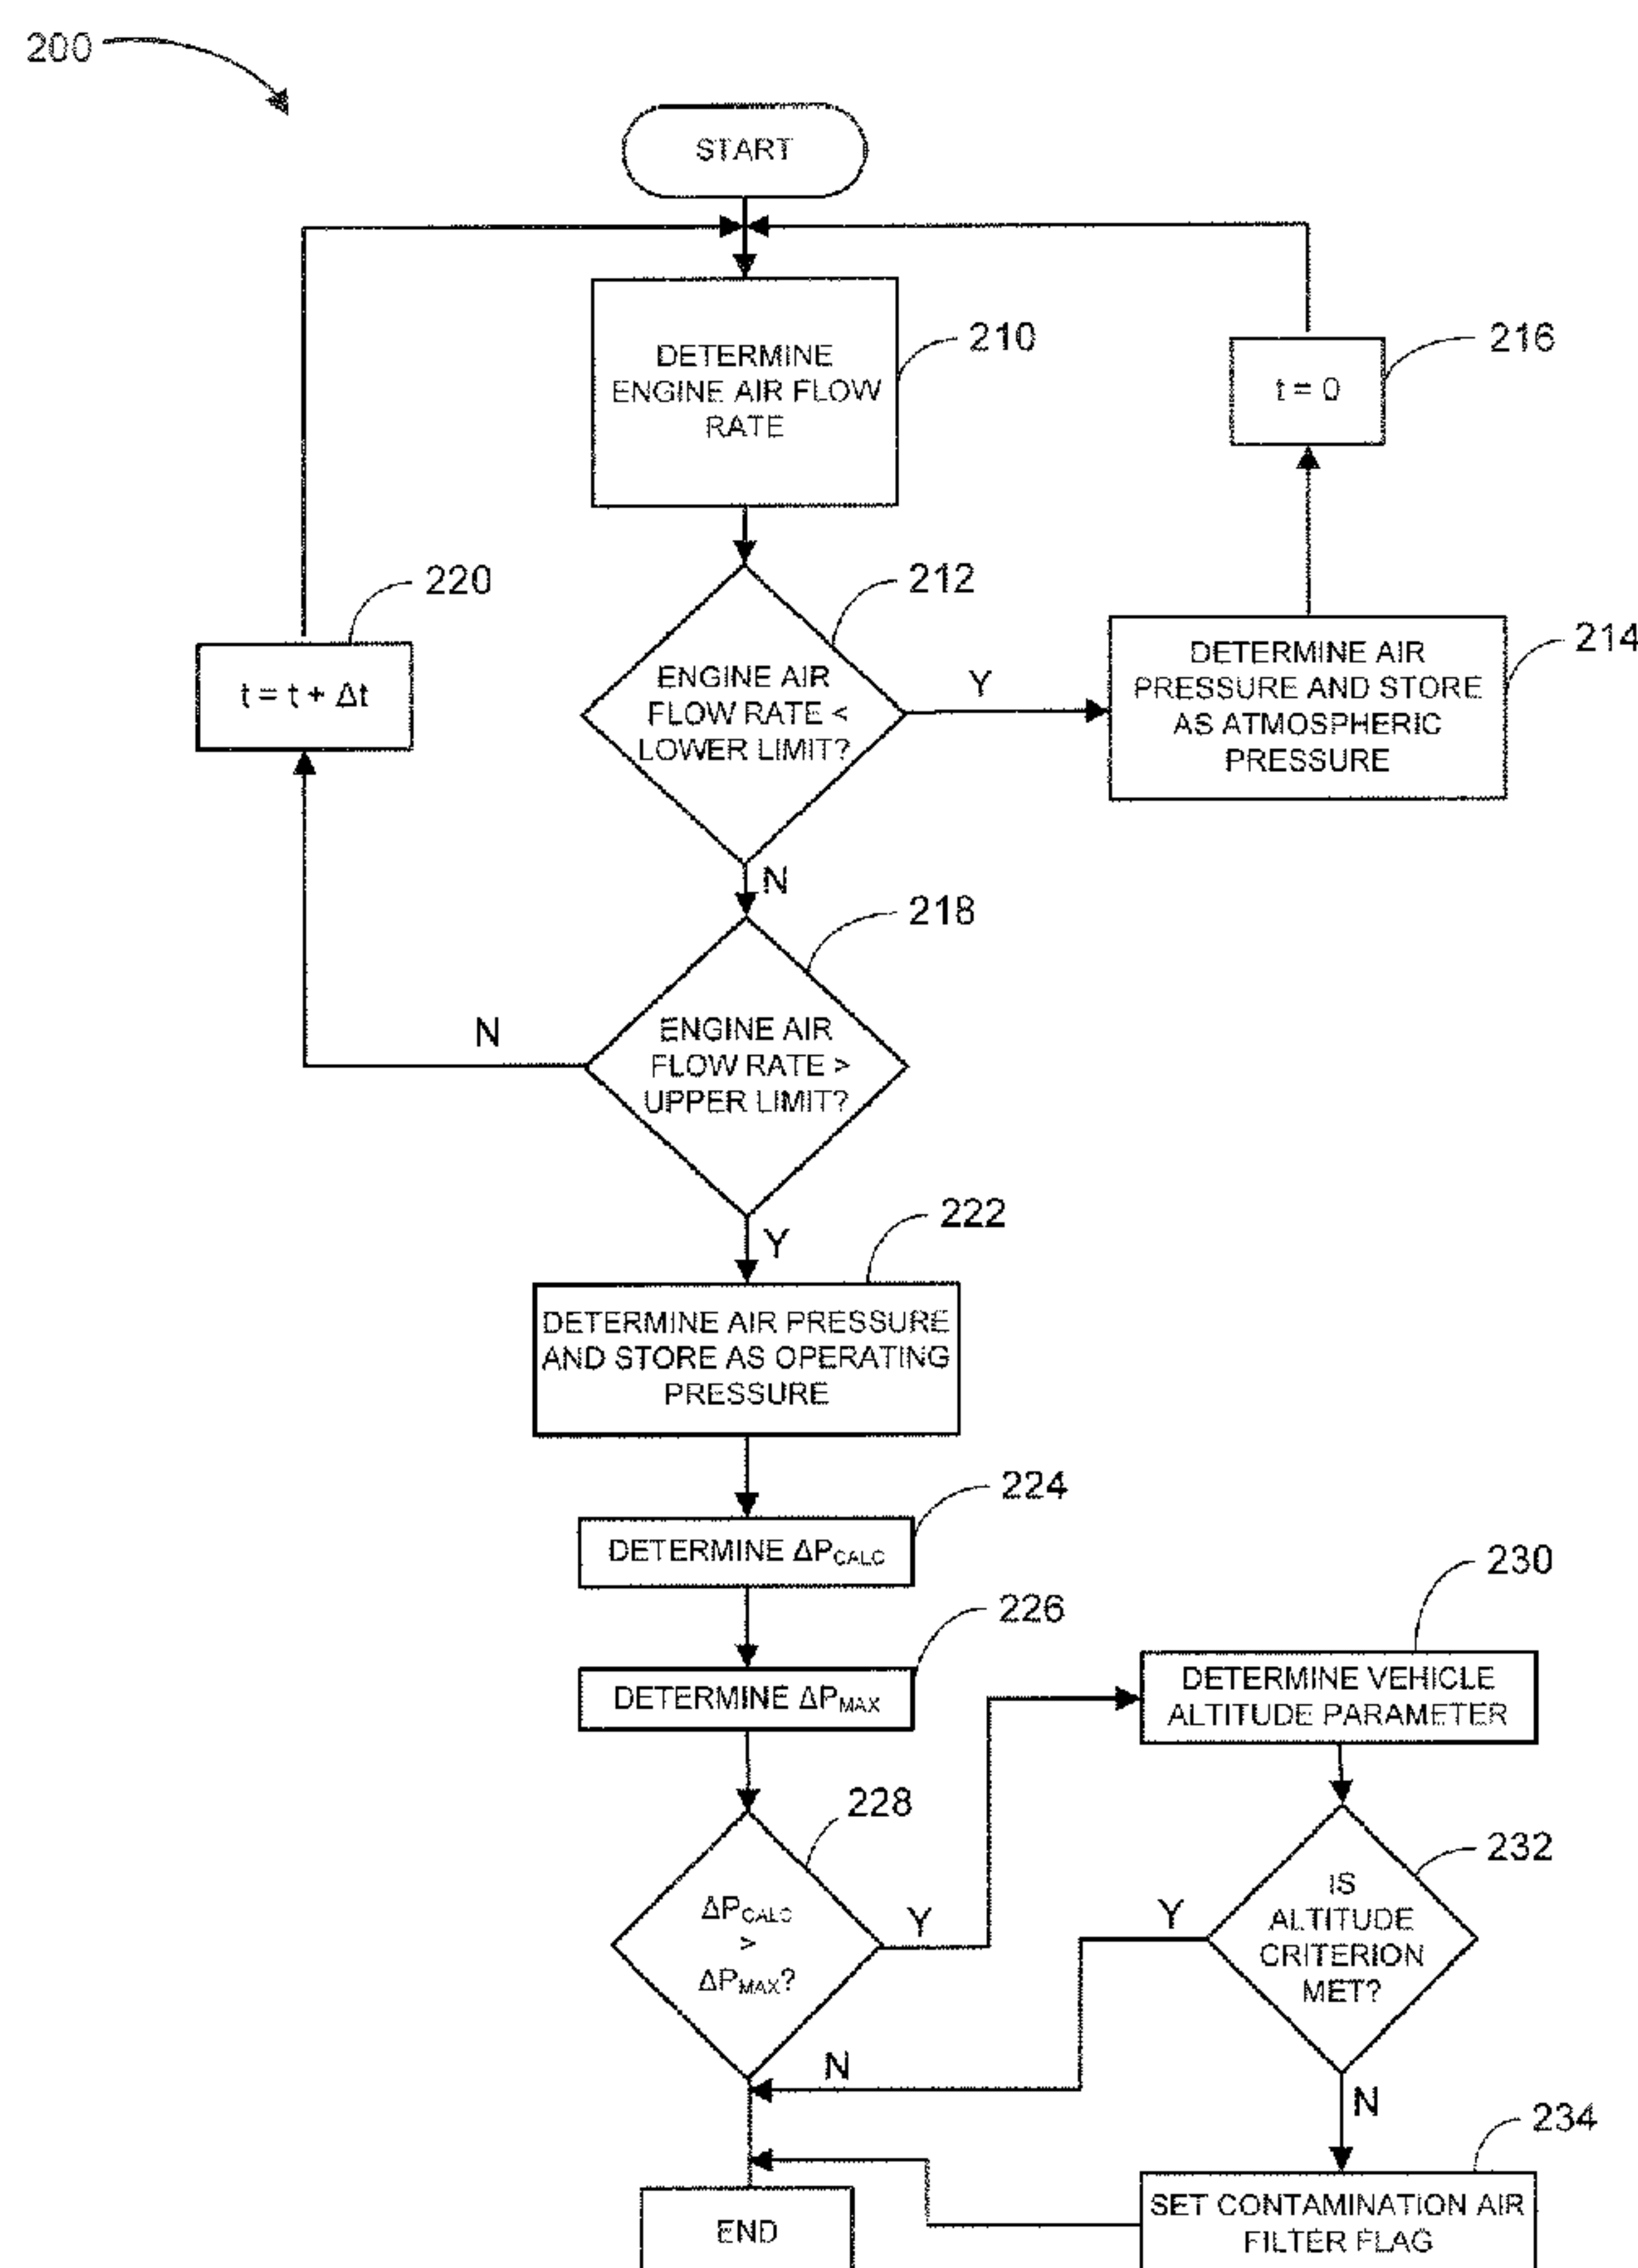 200
START
DETERMINE
ENGINE AIR FLOW
RATE
210
t = 0
216
220
t = t + Δt
212
ENGINE AIR
FLOW RATE <
LOWER LIMIT?
Y
DETERMINE AIR
PRESSURE AND STORE
AS ATMOSPHERIC
PRESSURE
214
N
218
ENGINE AIR
FLOW RATE >
UPPER LIMIT?
N
Y
222
DETERMINE AIR PRESSURE
AND STORE AS OPERATING
PRESSURE
224
DETERMINE ΔPCALC
226
DETERMINE ΔPMAX
230
DETERMINE VEHICLE
ALTITUDE PARAMETER
228
ΔPCALC
>
ΔPMAX?
Y
232
IS
ALTITUDE
CRITERION
MET?
Y
N
N
234
SET CONTAMINATION AIR
FILTER FLAG
END